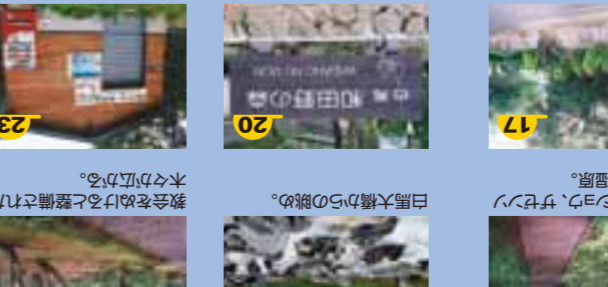 ショウ、ザゼンソ
湿原。
白馬大橋からの眺め。
教会をぬけると整備され
木々が広がる。
17
20
白馬 和田野の森
WADANO NO MORI
23